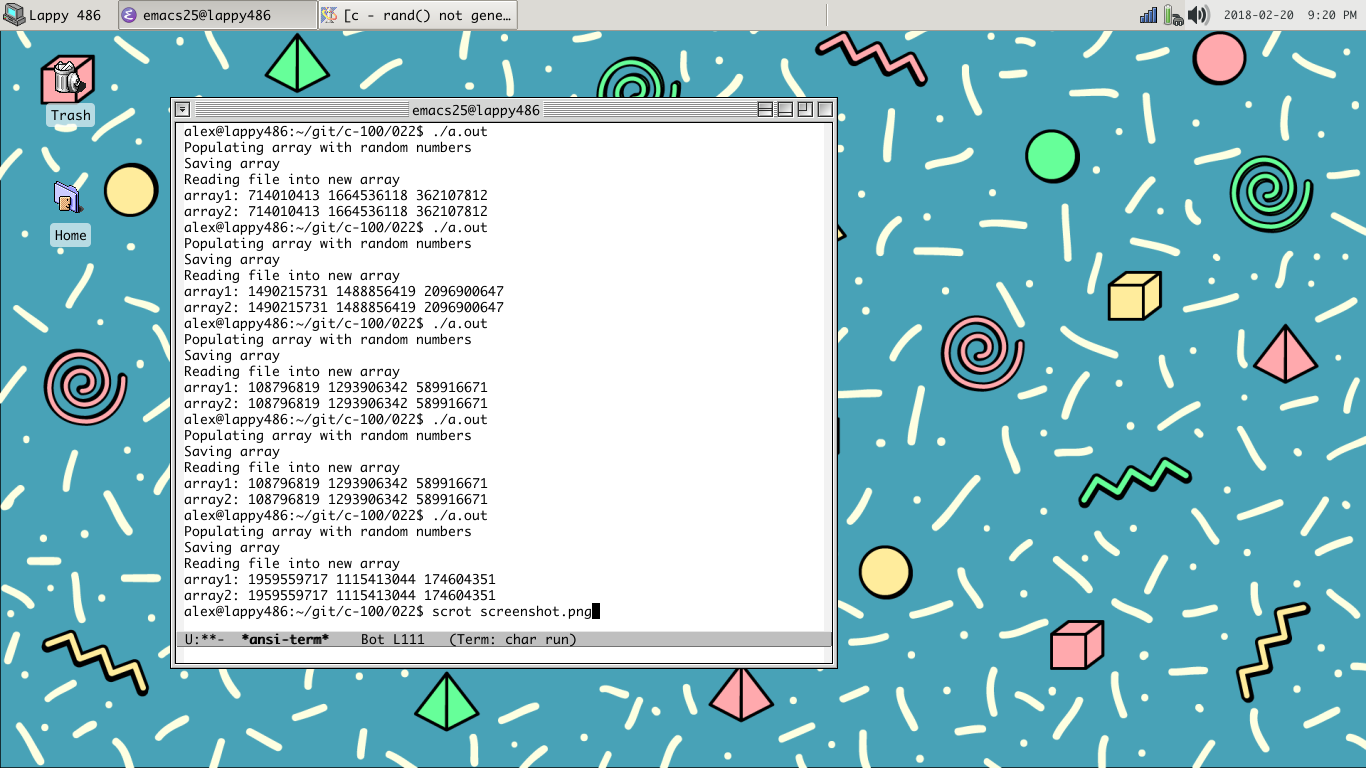 Lappy 486 emacs25@lappy486 [c - rand() not gene... 2018-02-20 9:20 PM
Trash
Home
emacs25@lappy486
alex@lappy486:~/git/c-100/022$ ./a.out
Populating array with random numbers
Saving array
Reading file into new array
array1: 714010413 1664536118 362107812
array2: 714010413 1664536118 362107812
alex@lappy486:~/git/c-100/022$ ./a.out
Populating array with random numbers
Saving array
Reading file into new array
array1: 1490215731 1488856419 2096900647
array2: 1490215731 1488856419 2096900647
alex@lappy486:~/git/c-100/022$ ./a.out
Populating array with random numbers
Saving array
Reading file into new array
array1: 108796819 1293906342 589916671
array2: 108796819 1293906342 589916671
alex@lappy486:~/git/c-100/022$ ./a.out
Populating array with random numbers
Saving array
Reading file into new array
array1: 108796819 1293906342 589916671
array2: 108796819 1293906342 589916671
alex@lappy486:~/git/c-100/022$ ./a.out
Populating array with random numbers
Saving array
Reading file into new array
array1: 1959559717 1115413044 174604351
array2: 1959559717 1115413044 174604351
alex@lappy486:~/git/c-100/022$ scrot screenshot.png
U:**- *ansi-term* Bot L111 (Term: char run)